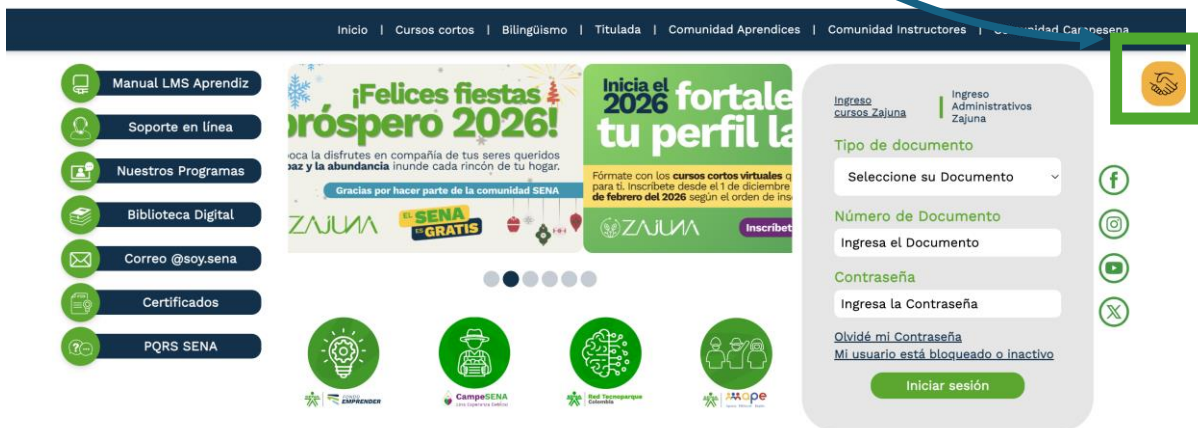 Inicio | Cursos cortos | Bilingüismo | Titulada | Comunidad Aprendices | Comunidad Instructores | Comunidad Campesena
Manual LMS Aprendiz
Soporte en línea
Nuestros Programas
Biblioteca Digital
Correo @soy.sena
Certificados
PQRS SENA
¡Felices fiestas
próspero 2026!
oca la disfrutes en compañía de tus seres queridos
paz y la abundancia inunde cada rincón de tu hogar.
Gracias por hacer parte de la comunidad SENA
ZAJUNA
EL SENA
ES GRATIS
Inicia el
2026 fortale
tu perfil la
Fórmate con los cursos cortos virtuales q
para ti. Inscríbete desde el 1 de diciembre
de febrero del 2026 según el orden de ins
ZAJUNA
Inscríbet
FONDO
EMPRENDER
CampeSENA
Red Tecnoparque
Colombia
ape
Ingreso
cursos Zajuna
Ingreso
Administrativos
Zajuna
Tipo de documento
Seleccione su Documento
Número de Documento
Ingresa el Documento
Contraseña
Ingresa la Contraseña
Olvidé mi Contraseña
Mi usuario está bloqueado o inactivo
Iniciar sesión